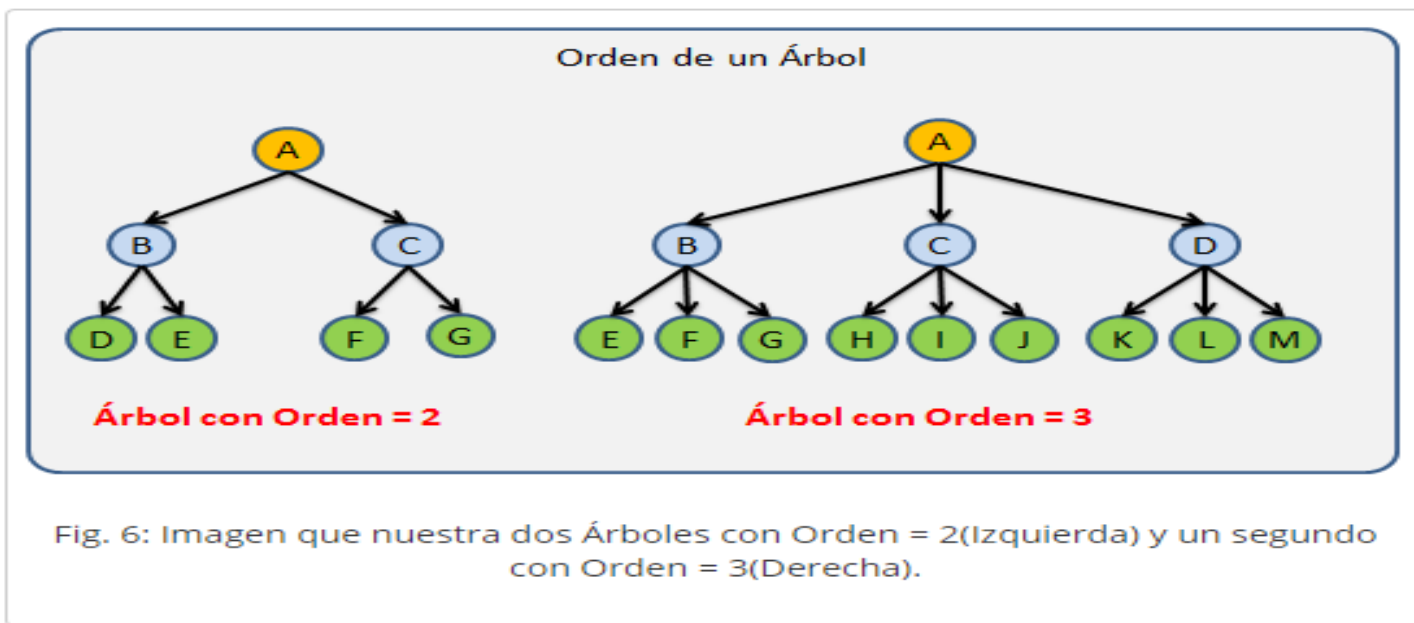 Orden de un Árbol
A
A
B
C
B
C
D
D
E
F
G
E
F
G
H
I
J
K
L
M
Árbol con Orden = 2
Árbol con Orden = 3
Fig. 6: Imagen que nuestra dos Árboles con Orden = 2(Izquierda) y un segundo
con Orden = 3(Derecha).